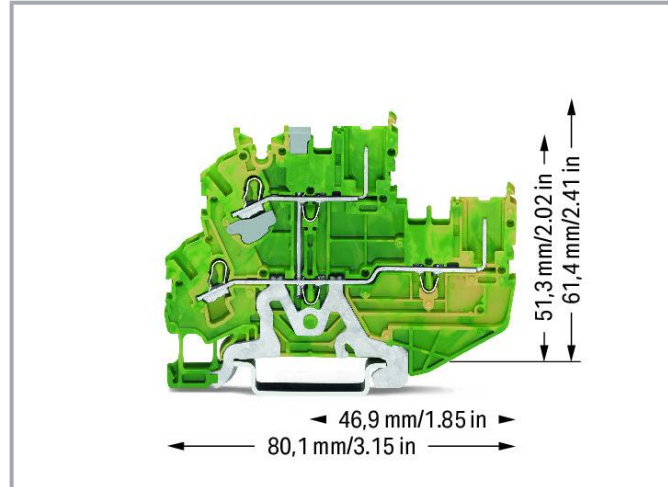 51,3 mm/2.02 in
61,4 mm/2.41 in
46,9 mm/1.85 in
80,1 mm/3.15 in